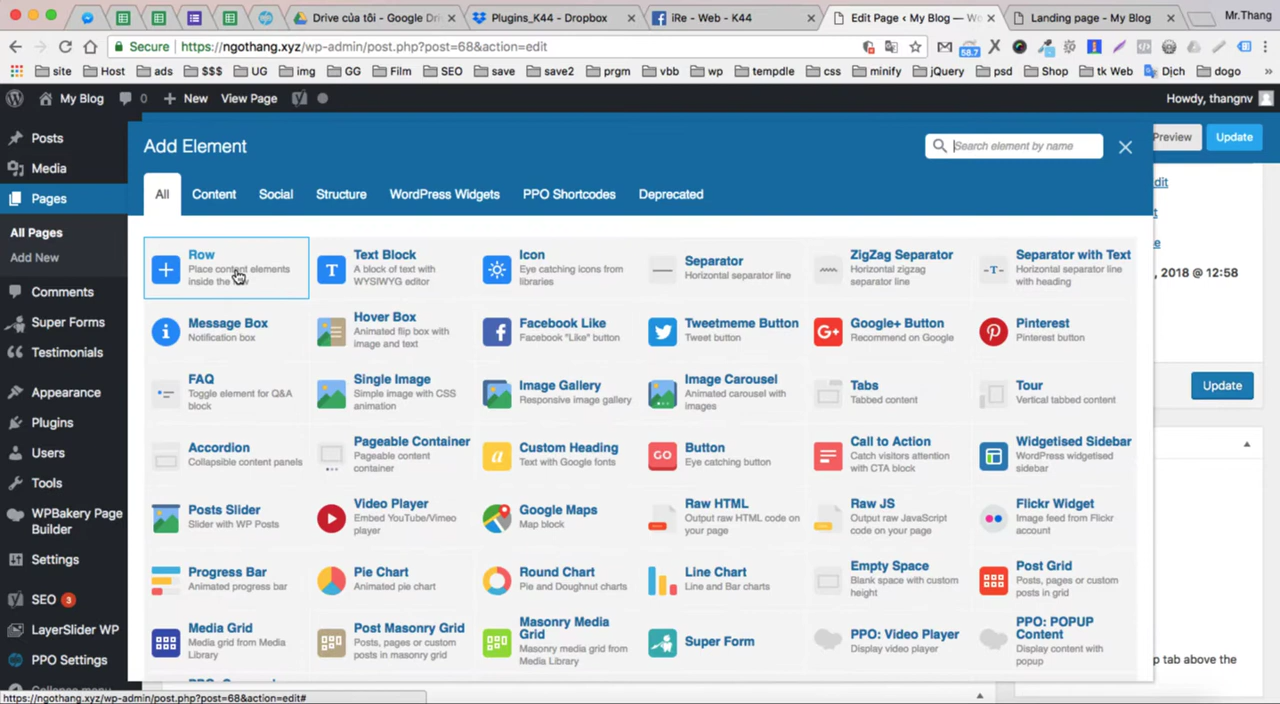 Drive của tôi - Google Dri
Plugins_K44 - Dropbox
iRe - Web - K44
Edit Page ‹ My Blog — Wo
Landing page - My Blog
Mr.Thang
Secure
https://ngothang.xyz/wp-admin/post.php?post=68&action=edit
58.7
site
Host
ads
$$$
UG
img
GG
Film
SEO
save
save2
prgm
vbb
wp
tempdle
css
minify
jQuery
psd
Shop
tk Web
Dịch
dogo
»
My Blog
0
New
View Page
Howdy, thangnv
Posts
Media
Pages
All Pages
Add New
Comments
Super Forms
Testimonials
Appearance
Plugins
Users
Tools
WPBakery Page
Builder
Settings
SEO 3
LayerSlider WP
PPO Settings
Collapse menu
Add Element
Search element by name
Preview
Update
All
Content
Social
Structure
WordPress Widgets
PPO Shortcodes
Deprecated
Row
Place content elements
inside the row
Text Block
A block of text with
WYSIWYG editor
Icon
Eye catching icons from
libraries
Separator
Horizontal separator line
ZigZag Separator
Horizontal zigzag
separator line
Separator with Text
Horizontal separator line
with heading
Message Box
Notification box
Hover Box
Animated flip box with
image and text
Facebook Like
Facebook "Like" button
Tweetmeme Button
Tweet button
Google+ Button
Recommend on Google
Pinterest
Pinterest button
FAQ
Toggle element for Q&A
block
Single Image
Simple image with CSS
animation
Image Gallery
Responsive image gallery
Image Carousel
Animated carousel with
images
Tabs
Tabbed content
Tour
Vertical tabbed content
Accordion
Collapsible content panels
Pageable Container
Pageable content
container
Custom Heading
Text with Google fonts
Button
Eye catching button
GO
Call to Action
Catch visitors attention
with CTA block
Widgetised Sidebar
WordPress widgetised
sidebar
Posts Slider
Slider with WP Posts
Video Player
Embed YouTube/Vimeo
player
Google Maps
Map block
Raw HTML
Output raw HTML code on
your page
Raw JS
Output raw JavaScript
code on your page
Flickr Widget
Image feed from Flickr
account
Progress Bar
Animated progress bar
Pie Chart
Animated pie chart
Round Chart
Pie and Doughnut charts
Line Chart
Line and Bar charts
Empty Space
Blank space with custom
height
Post Grid
Posts, pages or custom
posts in grid
Media Grid
Media grid from Media
Library
Post Masonry Grid
Posts, pages or custom
posts in masonry grid
Masonry Media
Grid
Masonry media grid from
Media Library
Super Form
PPO: Video Player
Display video player
PPO: POPUP
Content
Display content with
popup
dit
, 2018 @ 12:58
Update
p tab above the
https://ngothang.xyz/wp-admin/post.php?post=68&action=edit#